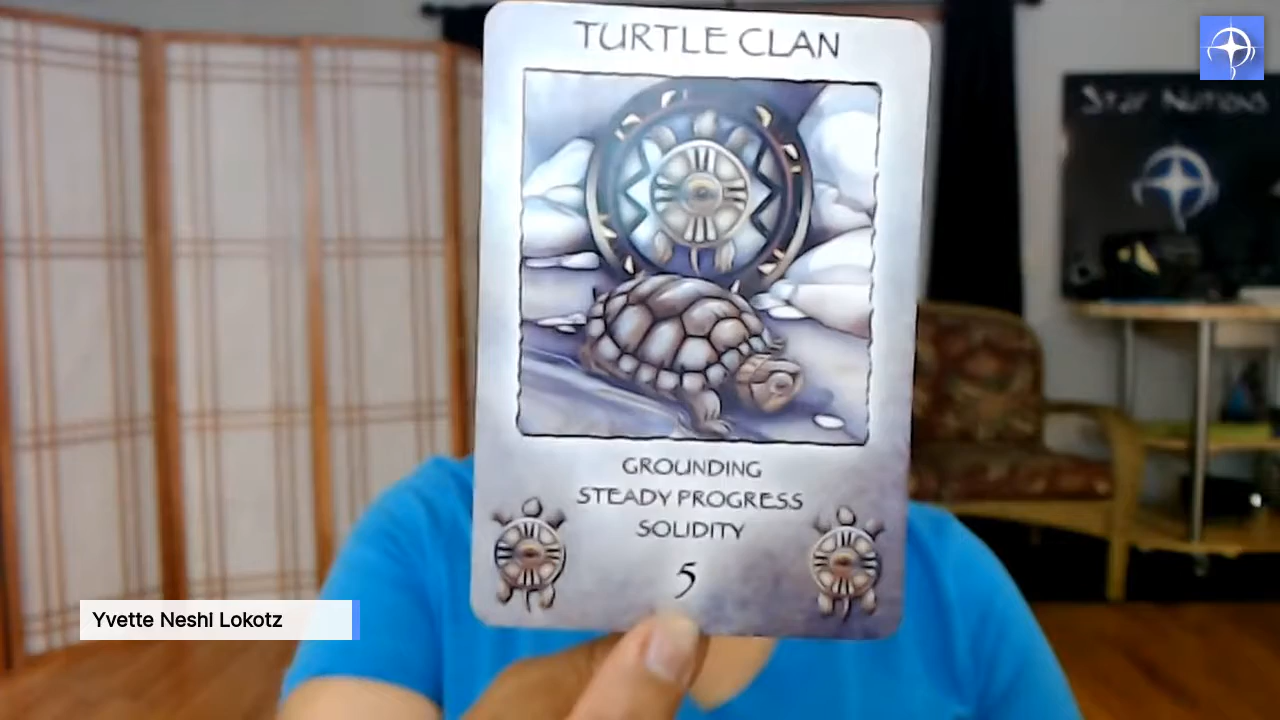 TURTLE CLAN
Star Nations
GROUNDING
STEADY PROGRESS
SOLIDITY
5
Yvette Neshi Lokotz